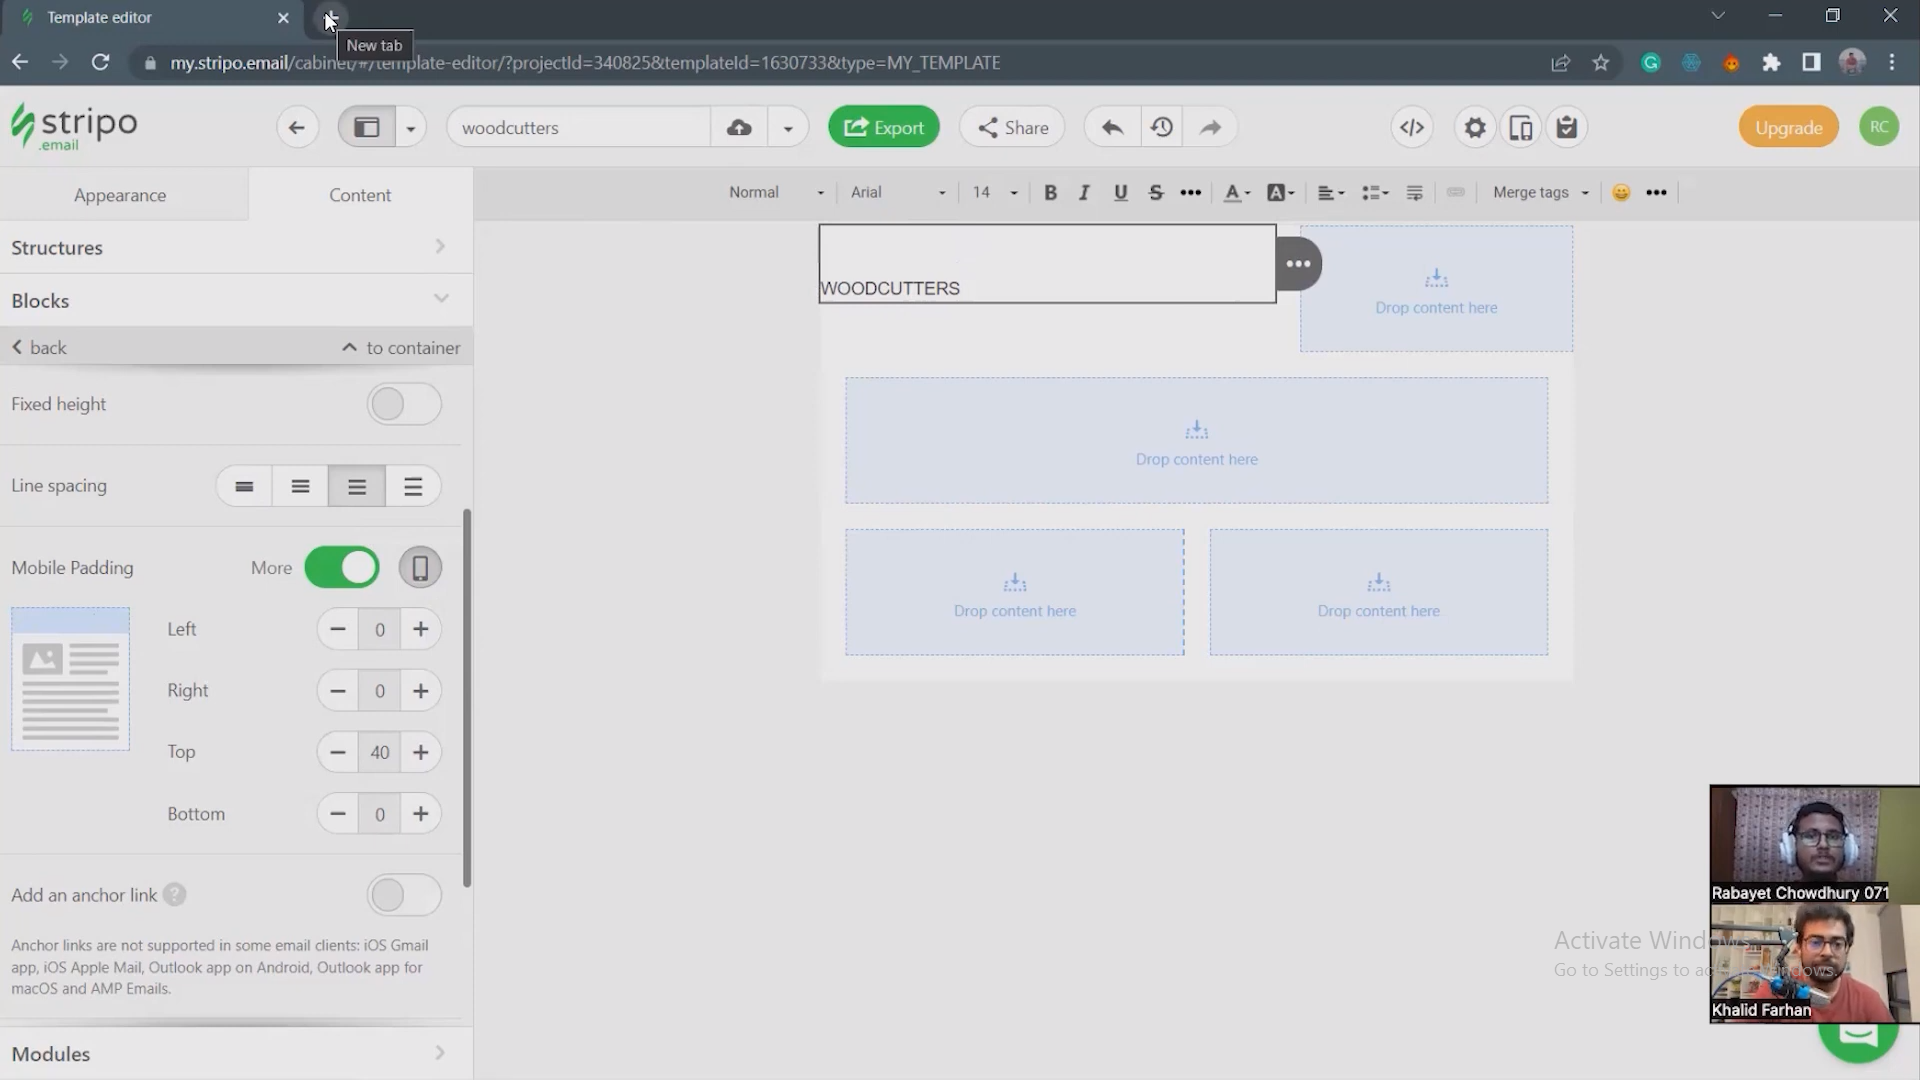 Template editor
New tab
my.stripo.email/cabinet/#/template-editor/?projectId=340825&templateId=1630733&type=MY_TEMPLATE
stripo
.email
woodcutters
Export
Share
Upgrade
RC
Appearance
Content
Normal
Arial
14
B
I
U
S
A
A
Merge tags
Structures
Blocks
back
to container
Fixed height
Line spacing
Mobile Padding
More
Left
0
Right
0
Top
40
Bottom
0
Add an anchor link ?
Anchor links are not supported in some email clients: iOS Gmail
app, iOS Apple Mail, Outlook app on Android, Outlook app for
macOS and AMP Emails.
Modules
WOODCUTTERS
Drop content here
Drop content here
Drop content here
Drop content here
Rabayet Chowdhury 071
Activate Windows
Go to Settings to ac windows.
Khalid Farhan